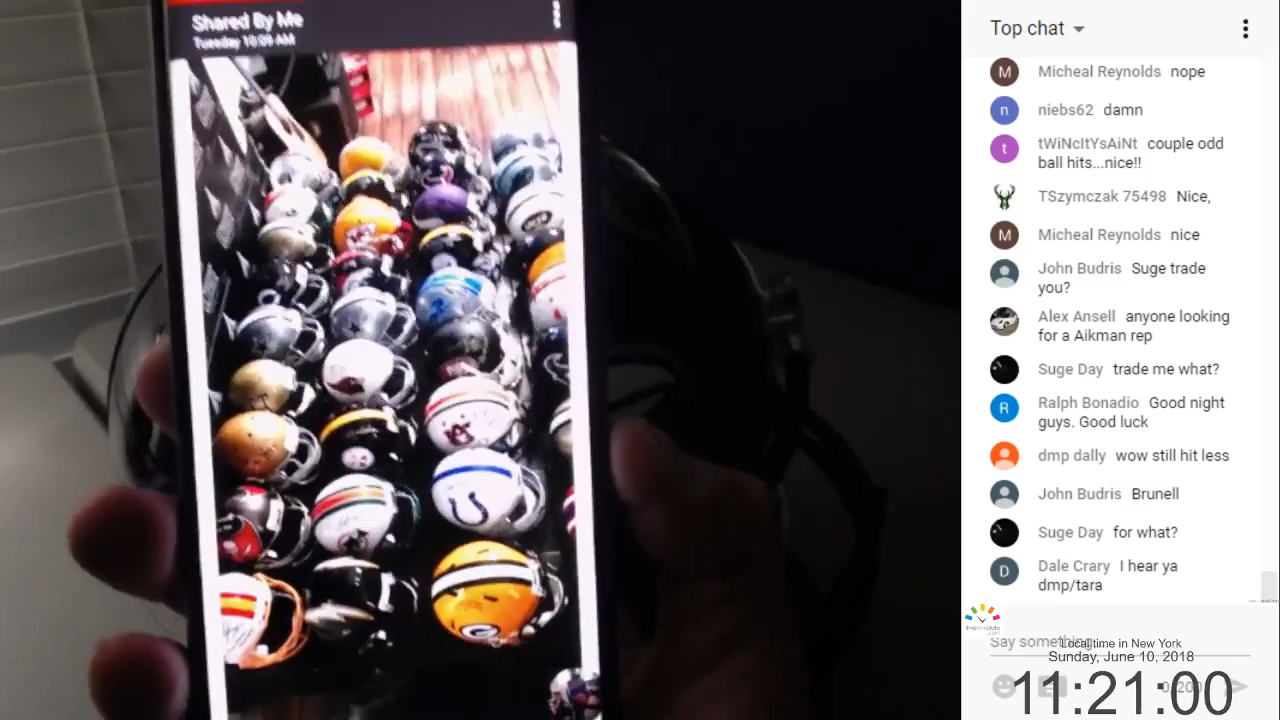 Shared By Me
Tuesday 10:09 AM
Top chat
Micheal Reynolds nope
niebs62 damn
tWiNcItYsAiNt couple odd
ball hits...nice!!
TSzymczak 75498 Nice,
Micheal Reynolds nice
John Budris Suge trade
you?
Alex Ansell anyone looking
for a Aikman rep
Suge Day trade me what?
Ralph Bonadio Good night
guys. Good luck
dmp dally wow still hit less
John Budris Brunell
Suge Day for what?
Dale Crary I hear ya
dmp/tara
Say something...
Local time in New York
Sunday, June 10, 2018
11:21:00
0/200